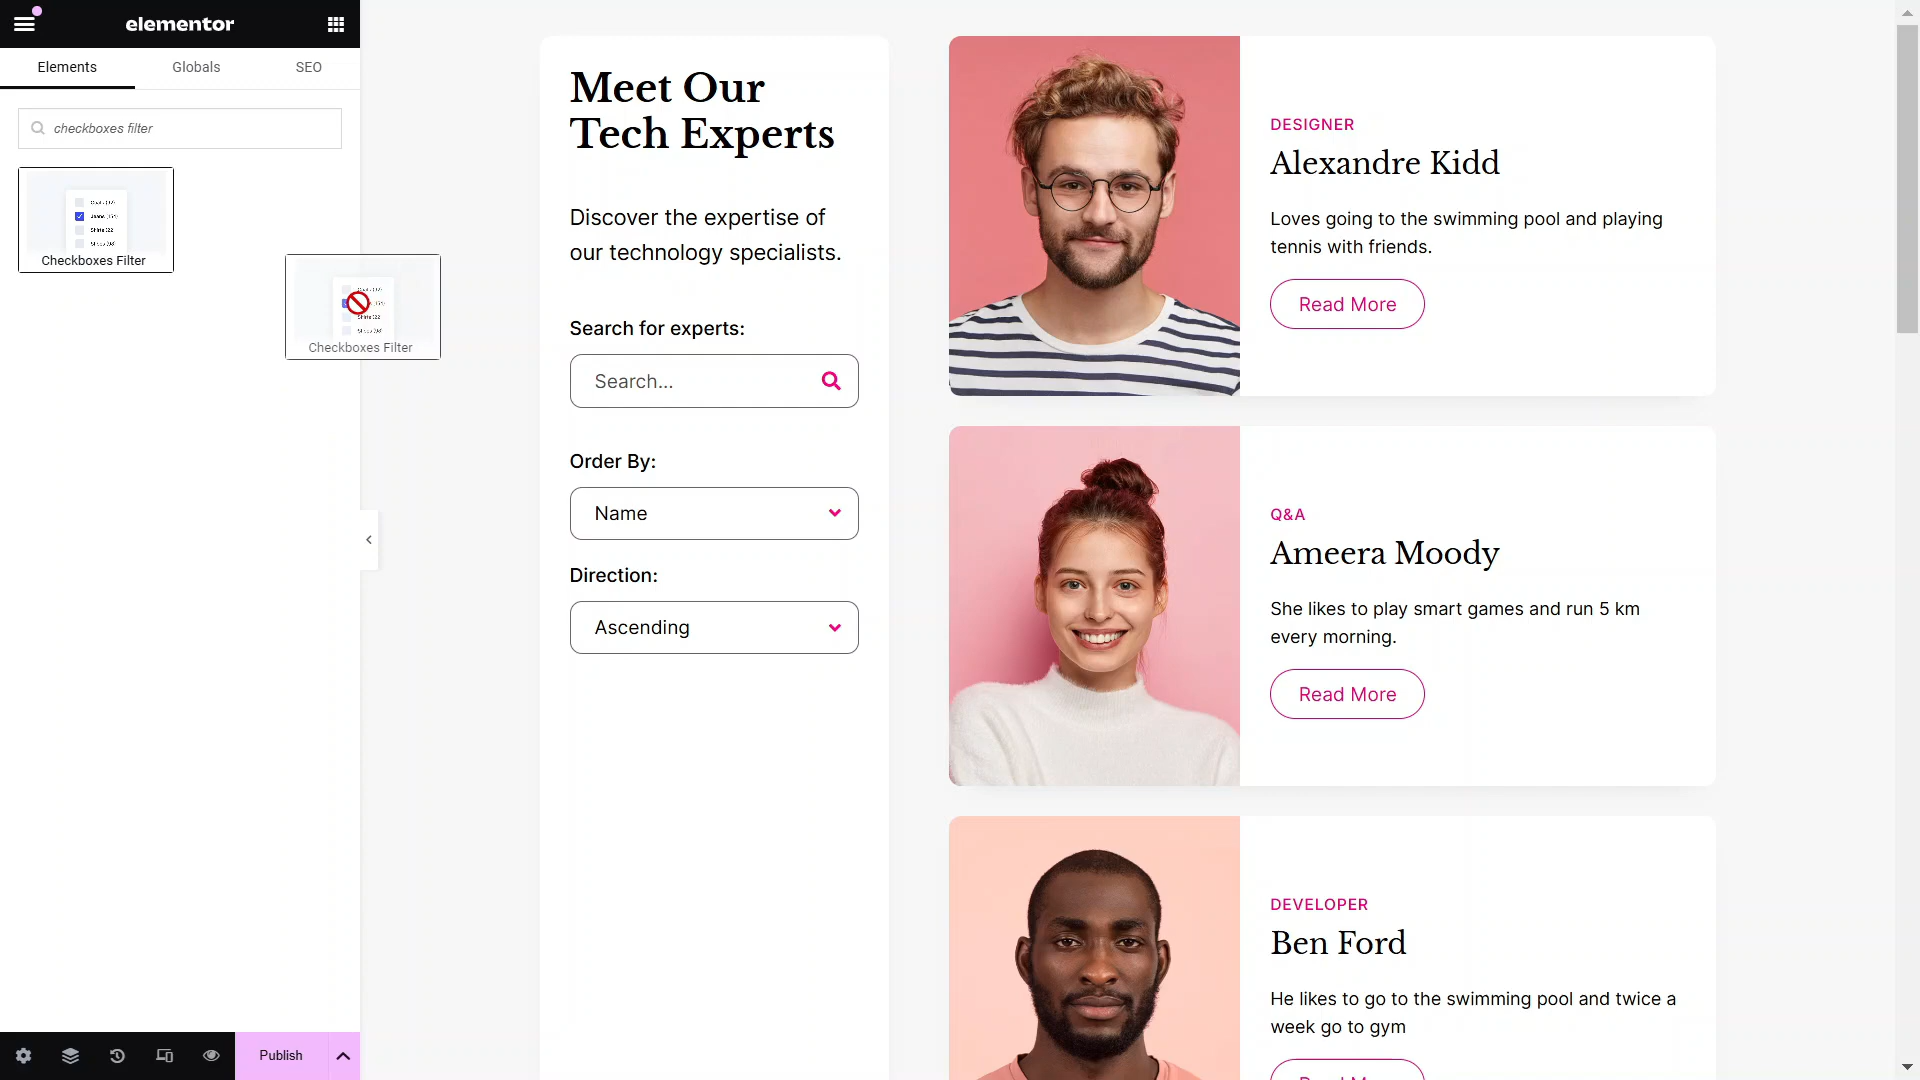 elementor
Elements
Globals
SEO
checkboxes filter
Checkboxes Filter
Checkboxes Filter
Publish
Meet Our
Tech Experts
Discover the expertise of
our technology specialists.
Search for experts:
Search...
Order By:
Name
Direction:
Ascending
DESIGNER
Alexandre Kidd
Loves going to the swimming pool and playing
tennis with friends.
Read More
Q&A
Ameera Moody
She likes to play smart games and run 5 km
every morning.
Read More
DEVELOPER
Ben Ford
He likes to go to the swimming pool and twice a
week go to gym
Read More